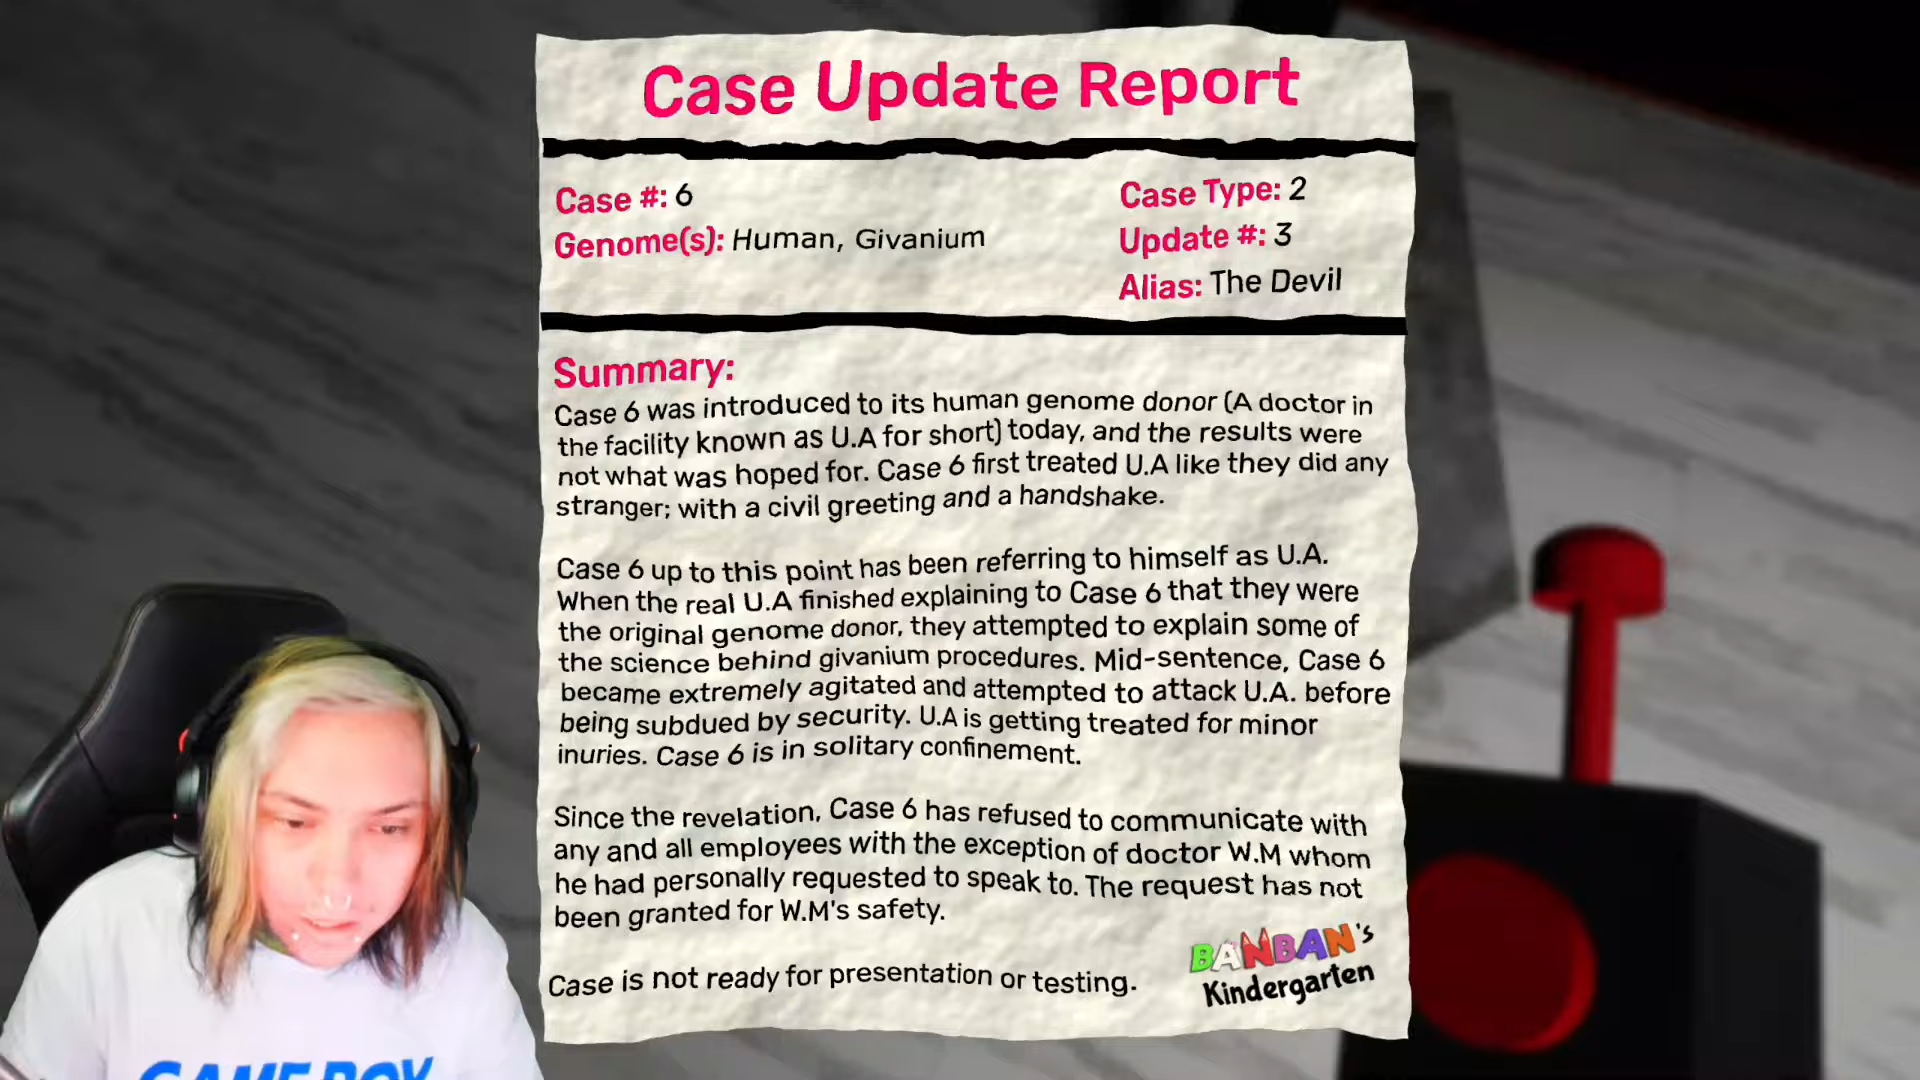 Case Update Report
Case #: 6
Genome(s): Human, Givanium
Case Type: 2
Update #: 3
Alias: The Devil
Summary:
Case 6 was introduced to its human genome donor (A doctor in
the facility known as U.A for short) today, and the results were
not what was hoped for. Case 6 first treated U.A like they did any
stranger; with a civil greeting and a handshake.
Case 6 up to this point has been referring to himself as U.A.
When the real U.A finished explaining to Case 6 that they were
the original genome donor, they attempted to explain some of
the science behind givanium procedures. Mid-sentence, Case 6
became extremely agitated and attempted to attack U.A. before
being subdued by security. U.A is getting treated for minor
inuries. Case 6 is in solitary confinement.
Since the revelation, Case 6 has refused to communicate with
any and all employees with the exception of doctor W.M whom
he had personally requested to speak to. The request has not
been granted for W.M's safety.
Case is not ready for presentation or testing.
BANBAN's
Kindergarten
GAME BOY